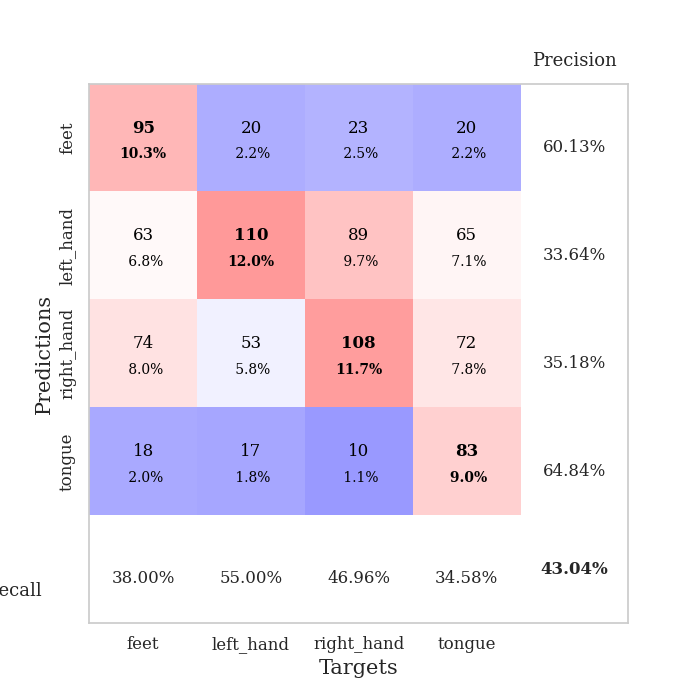 Precision
feet 95 20 23 20 60.13%
10.3% 2.2% 2.5% 2.2%
left_hand 63 110 89 65 33.64%
6.8% 12.0% 9.7% 7.1%
Predictions
right_hand 74 53 108 72 35.18%
8.0% 5.8% 11.7% 7.8%
tongue 18 17 10 83 64.84%
2.0% 1.8% 1.1% 9.0%
ecall 38.00% 55.00% 46.96% 34.58% 43.04%
feet left_hand right_hand tongue
Targets